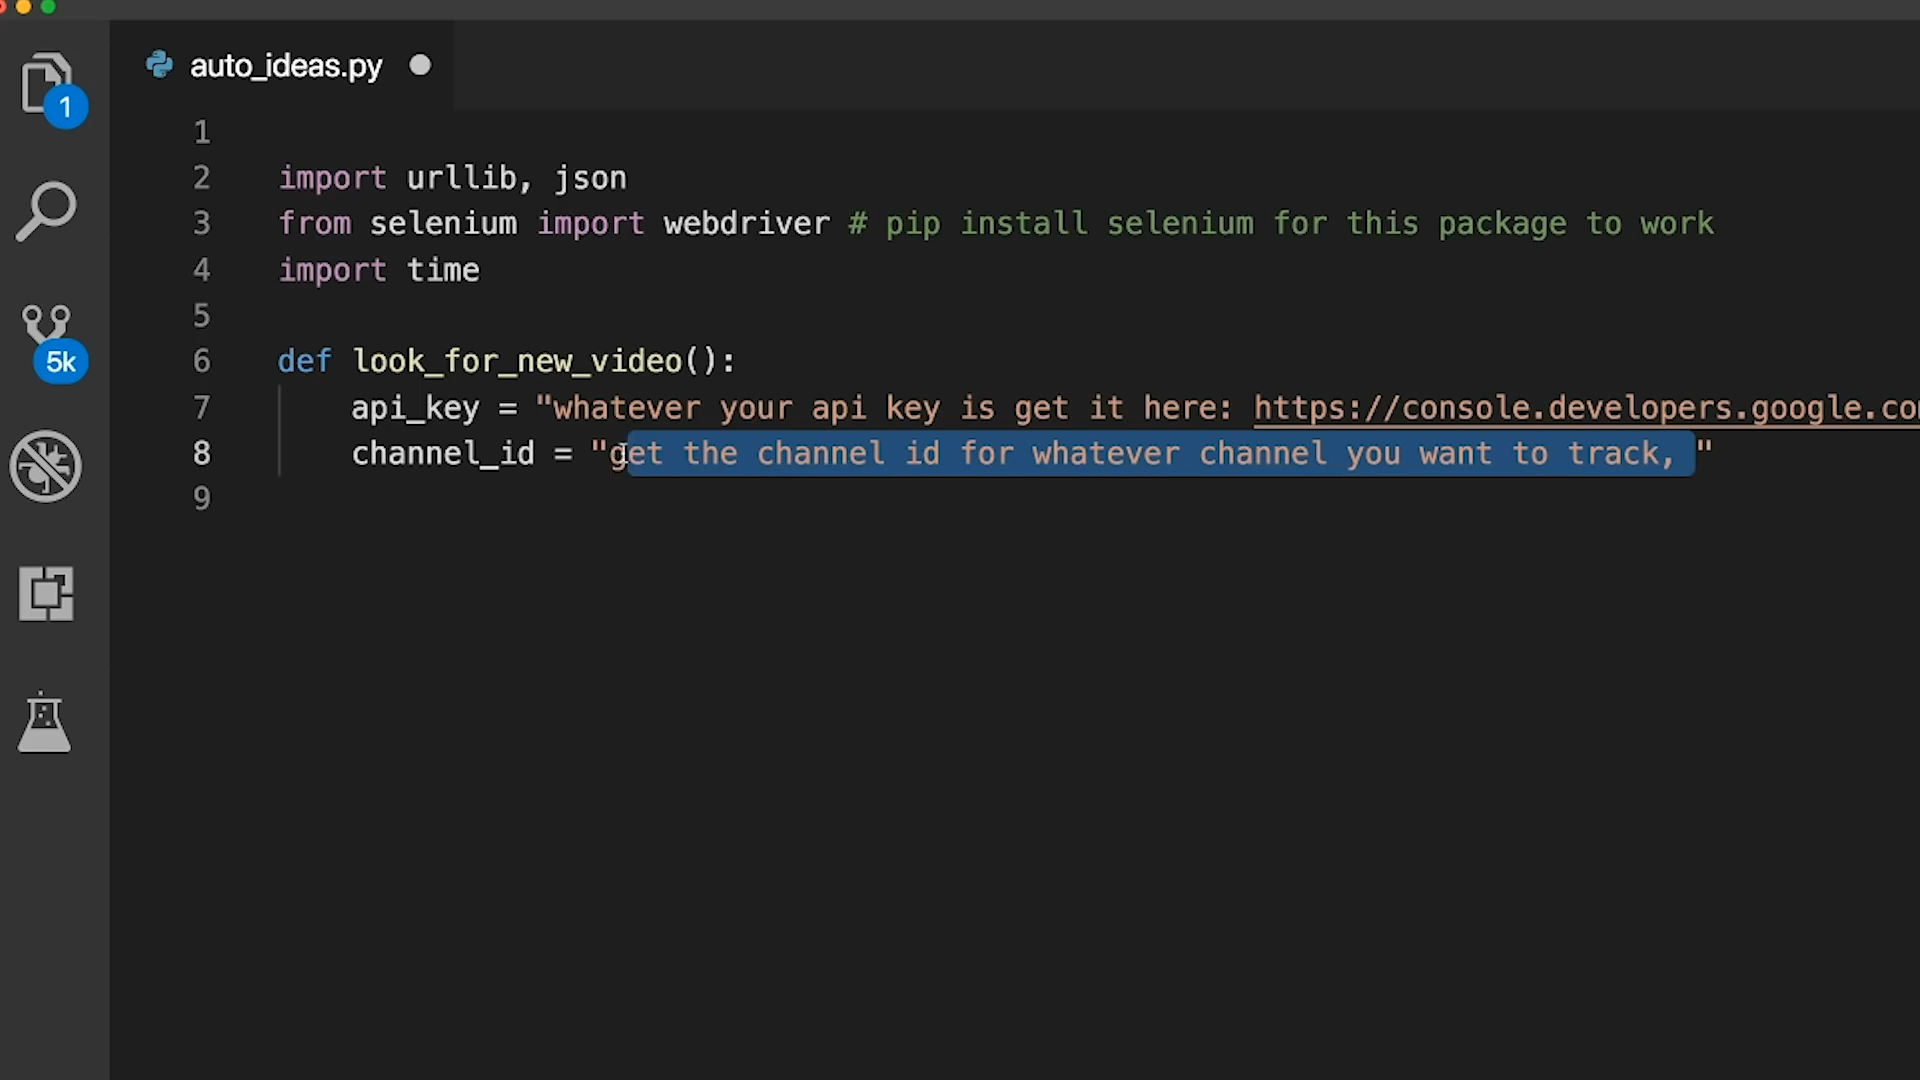 auto_ideas.py
1
5k
1
2 import urllib, json
3 from selenium import webdriver # pip install selenium for this package to work
4 import time
5
6 def look_for_new_video():
7 api_key = "whatever your api key is get it here: https://console.developers.google.co
8 channel_id = "get the channel id for whatever channel you want to track, "
9